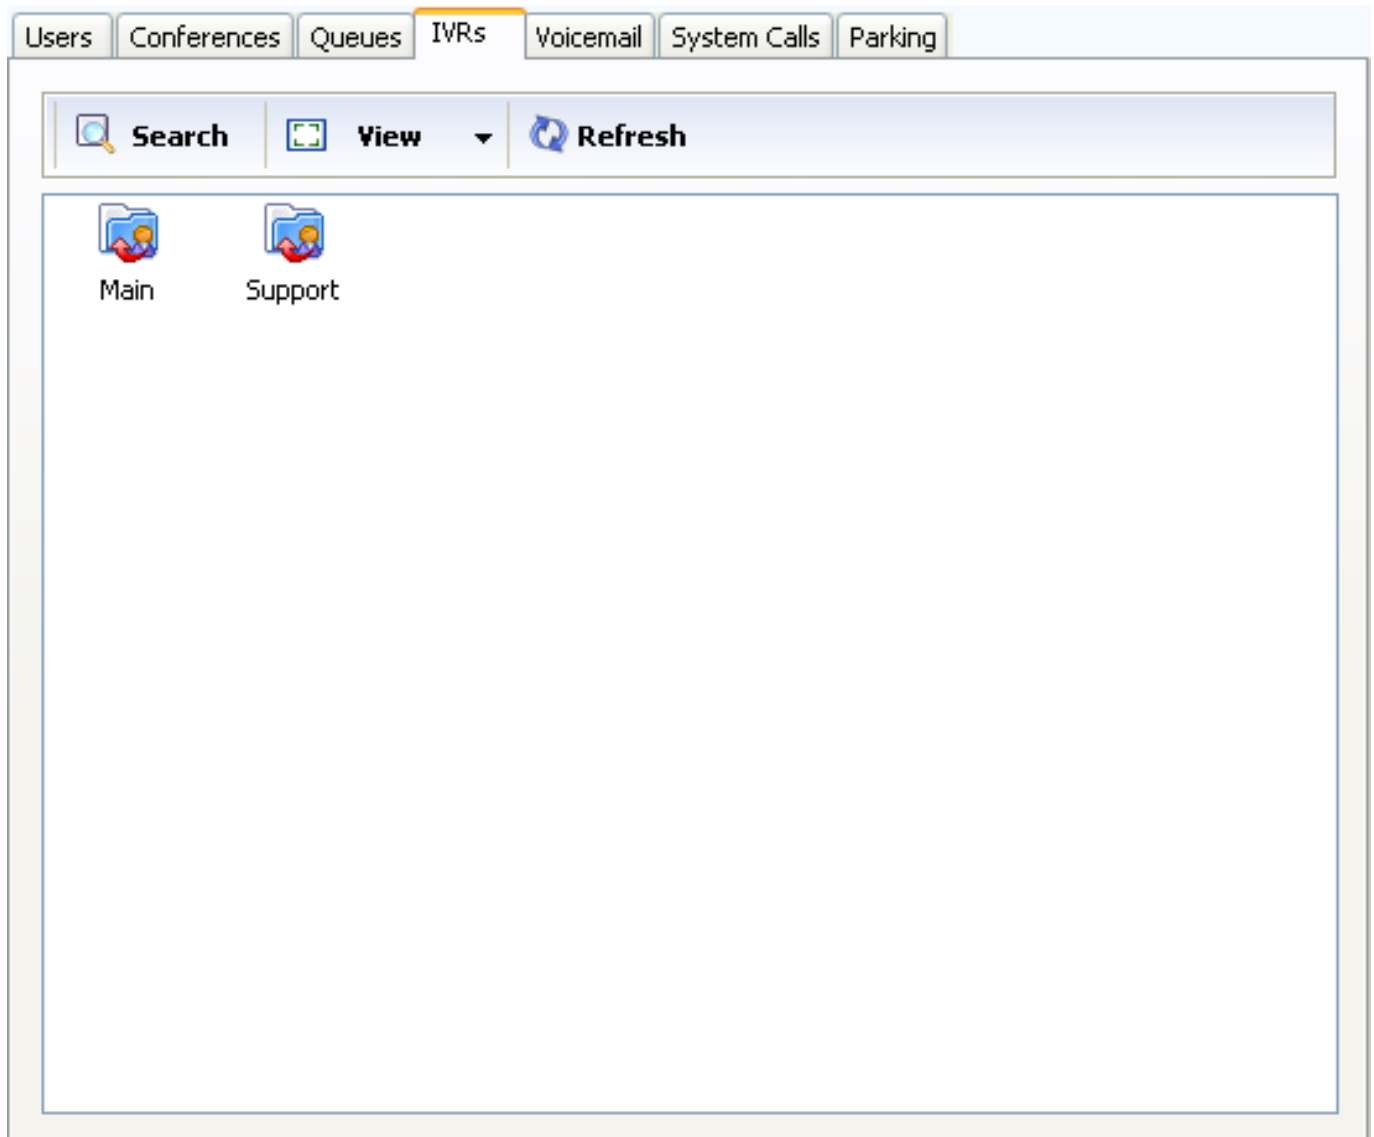 Users Conferences Queues IVRs Voicemail System Calls Parking
Search View Refresh
Main Support